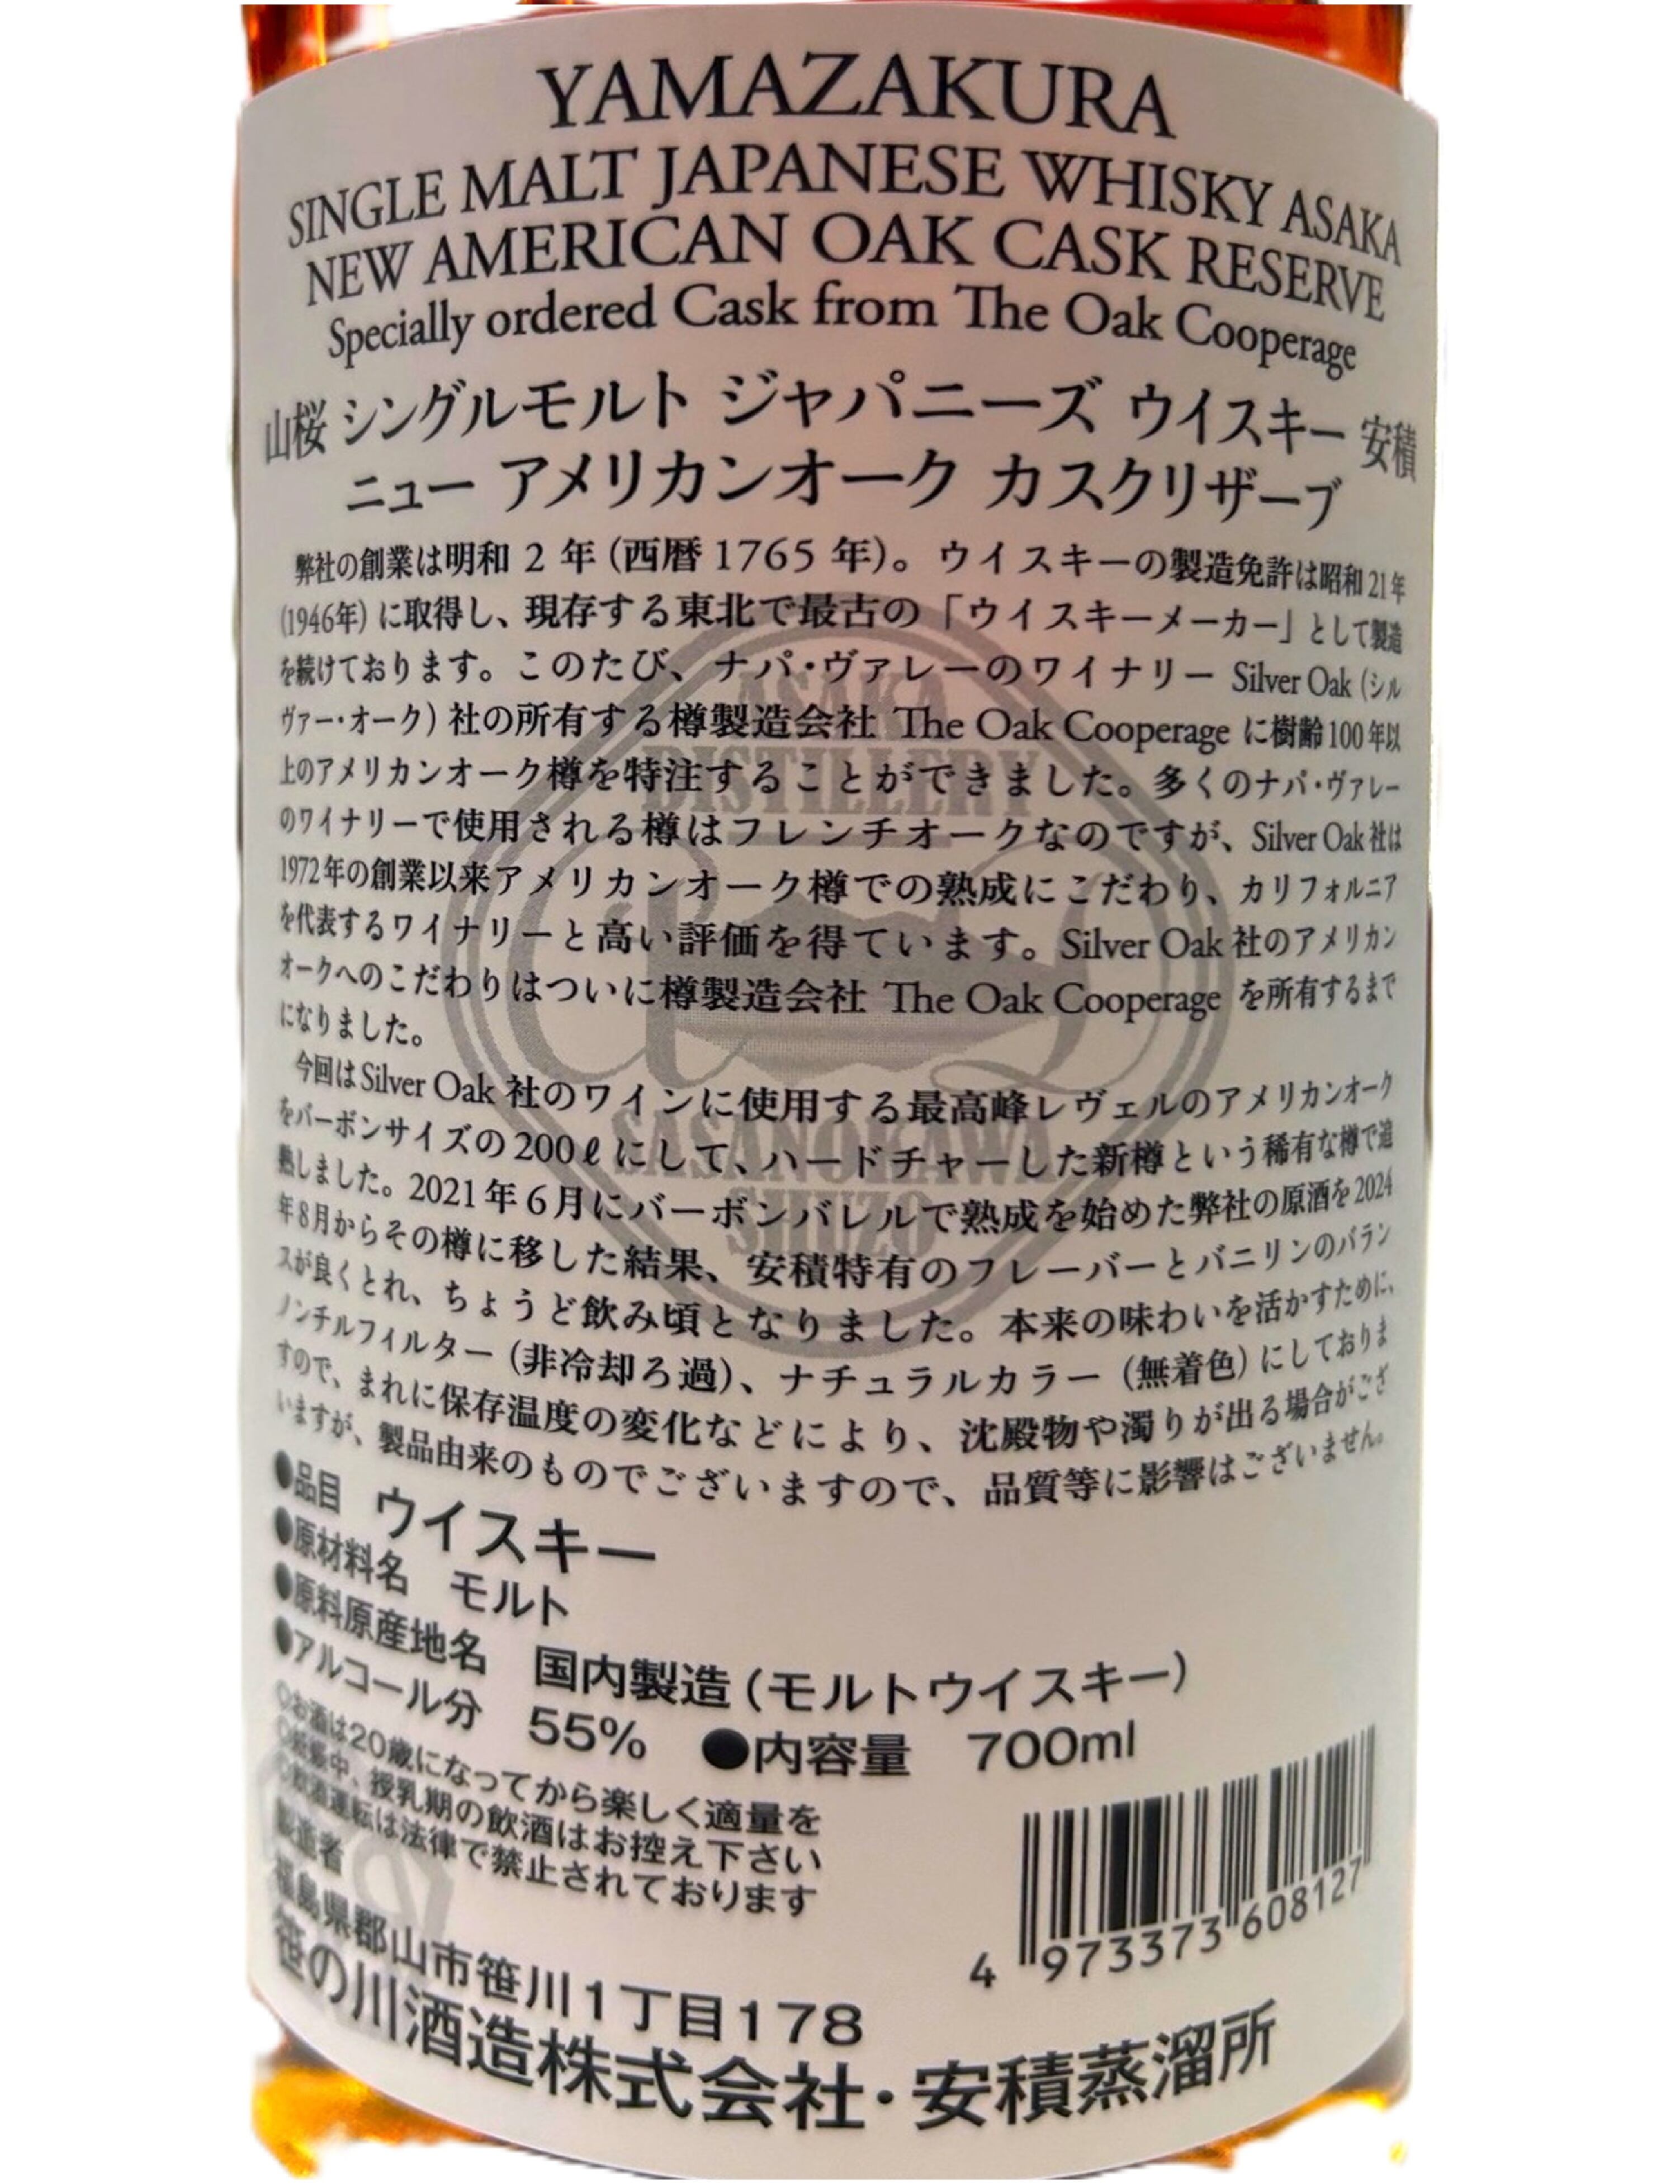 YAMAZAKURA
SINGLE MALT JAPANESE WHISKY ASAKA
NEW AMERICAN OAK CASK RESERVE
Specially ordered Cask from The Oak Cooperage
山桜 シングルモルト ジャパニーズ ウイスキー 安積
ニュー アメリカンオーク カスクリザーブ
弊社の創業は明和 2 年 (西暦 1765 年)。ウイスキーの製造免許は昭和 21 年
(1946年) に取得し、現存する東北で最古の「ウイスキーメーカー」として製造
を続けております。このたび、ナパ・ヴァレーのワイナリー Silver Oak (シル
ヴァー・オーク) 社の所有する樽製造会社 The Oak Cooperage に樹齢100年以
上のアメリカンオーク樽を特注することができました。多くのナパ・ヴァレー
のワイナリーで使用される樽はフレンチオークなのですが、Silver Oak 社は
1972年の創業以来アメリカンオーク樽での熟成にこだわり、カリフォルニア
を代表するワイナリーと高い評価を得ています。Silver Oak 社のアメリカン
オークへのこだわりはついに樽製造会社 The Oak Cooperage を所有するまで
になりました。
今回は Silver Oak 社のワインに使用する最高峰レヴェルのアメリカンオーク
をバーボンサイズの 200ℓ にして、ハードチャーした新樽という稀有な樽で追
熟しました。2021 年 6 月にバーボンバレルで熟成を始めた弊社の原酒を 2024
年 8 月からその樽に移した結果、安積特有のフレーバーとバニリンのバラン
スが良くとれ、ちょうど飲み頃となりました。本来の味わいを活かすために、
ノンチルフィルター (非冷却ろ過)、ナチュラルカラー (無着色) にしておりま
すので、まれに保存温度の変化などにより、沈殿物や濁りが出る場合がござ
いますが、製品由来のものでございますので、品質等に影響はございません。
●品目 ウイスキー
●原材料名 モルト
●原料原産地名 国内製造 (モルトウイスキー)
●アルコール分 55% ●内容量 700ml
○お酒は20歳になってから楽しく適量を
○妊娠中、授乳期の飲酒はお控え下さい
○飲酒運転は法律で禁止されております
製造者
福島県郡山市笹川1丁目178
笹の川酒造株式会社・安積蒸溜所
4 973373 608127
ASAKA
DISTILLERY
SASANOKAWA
SHUZO